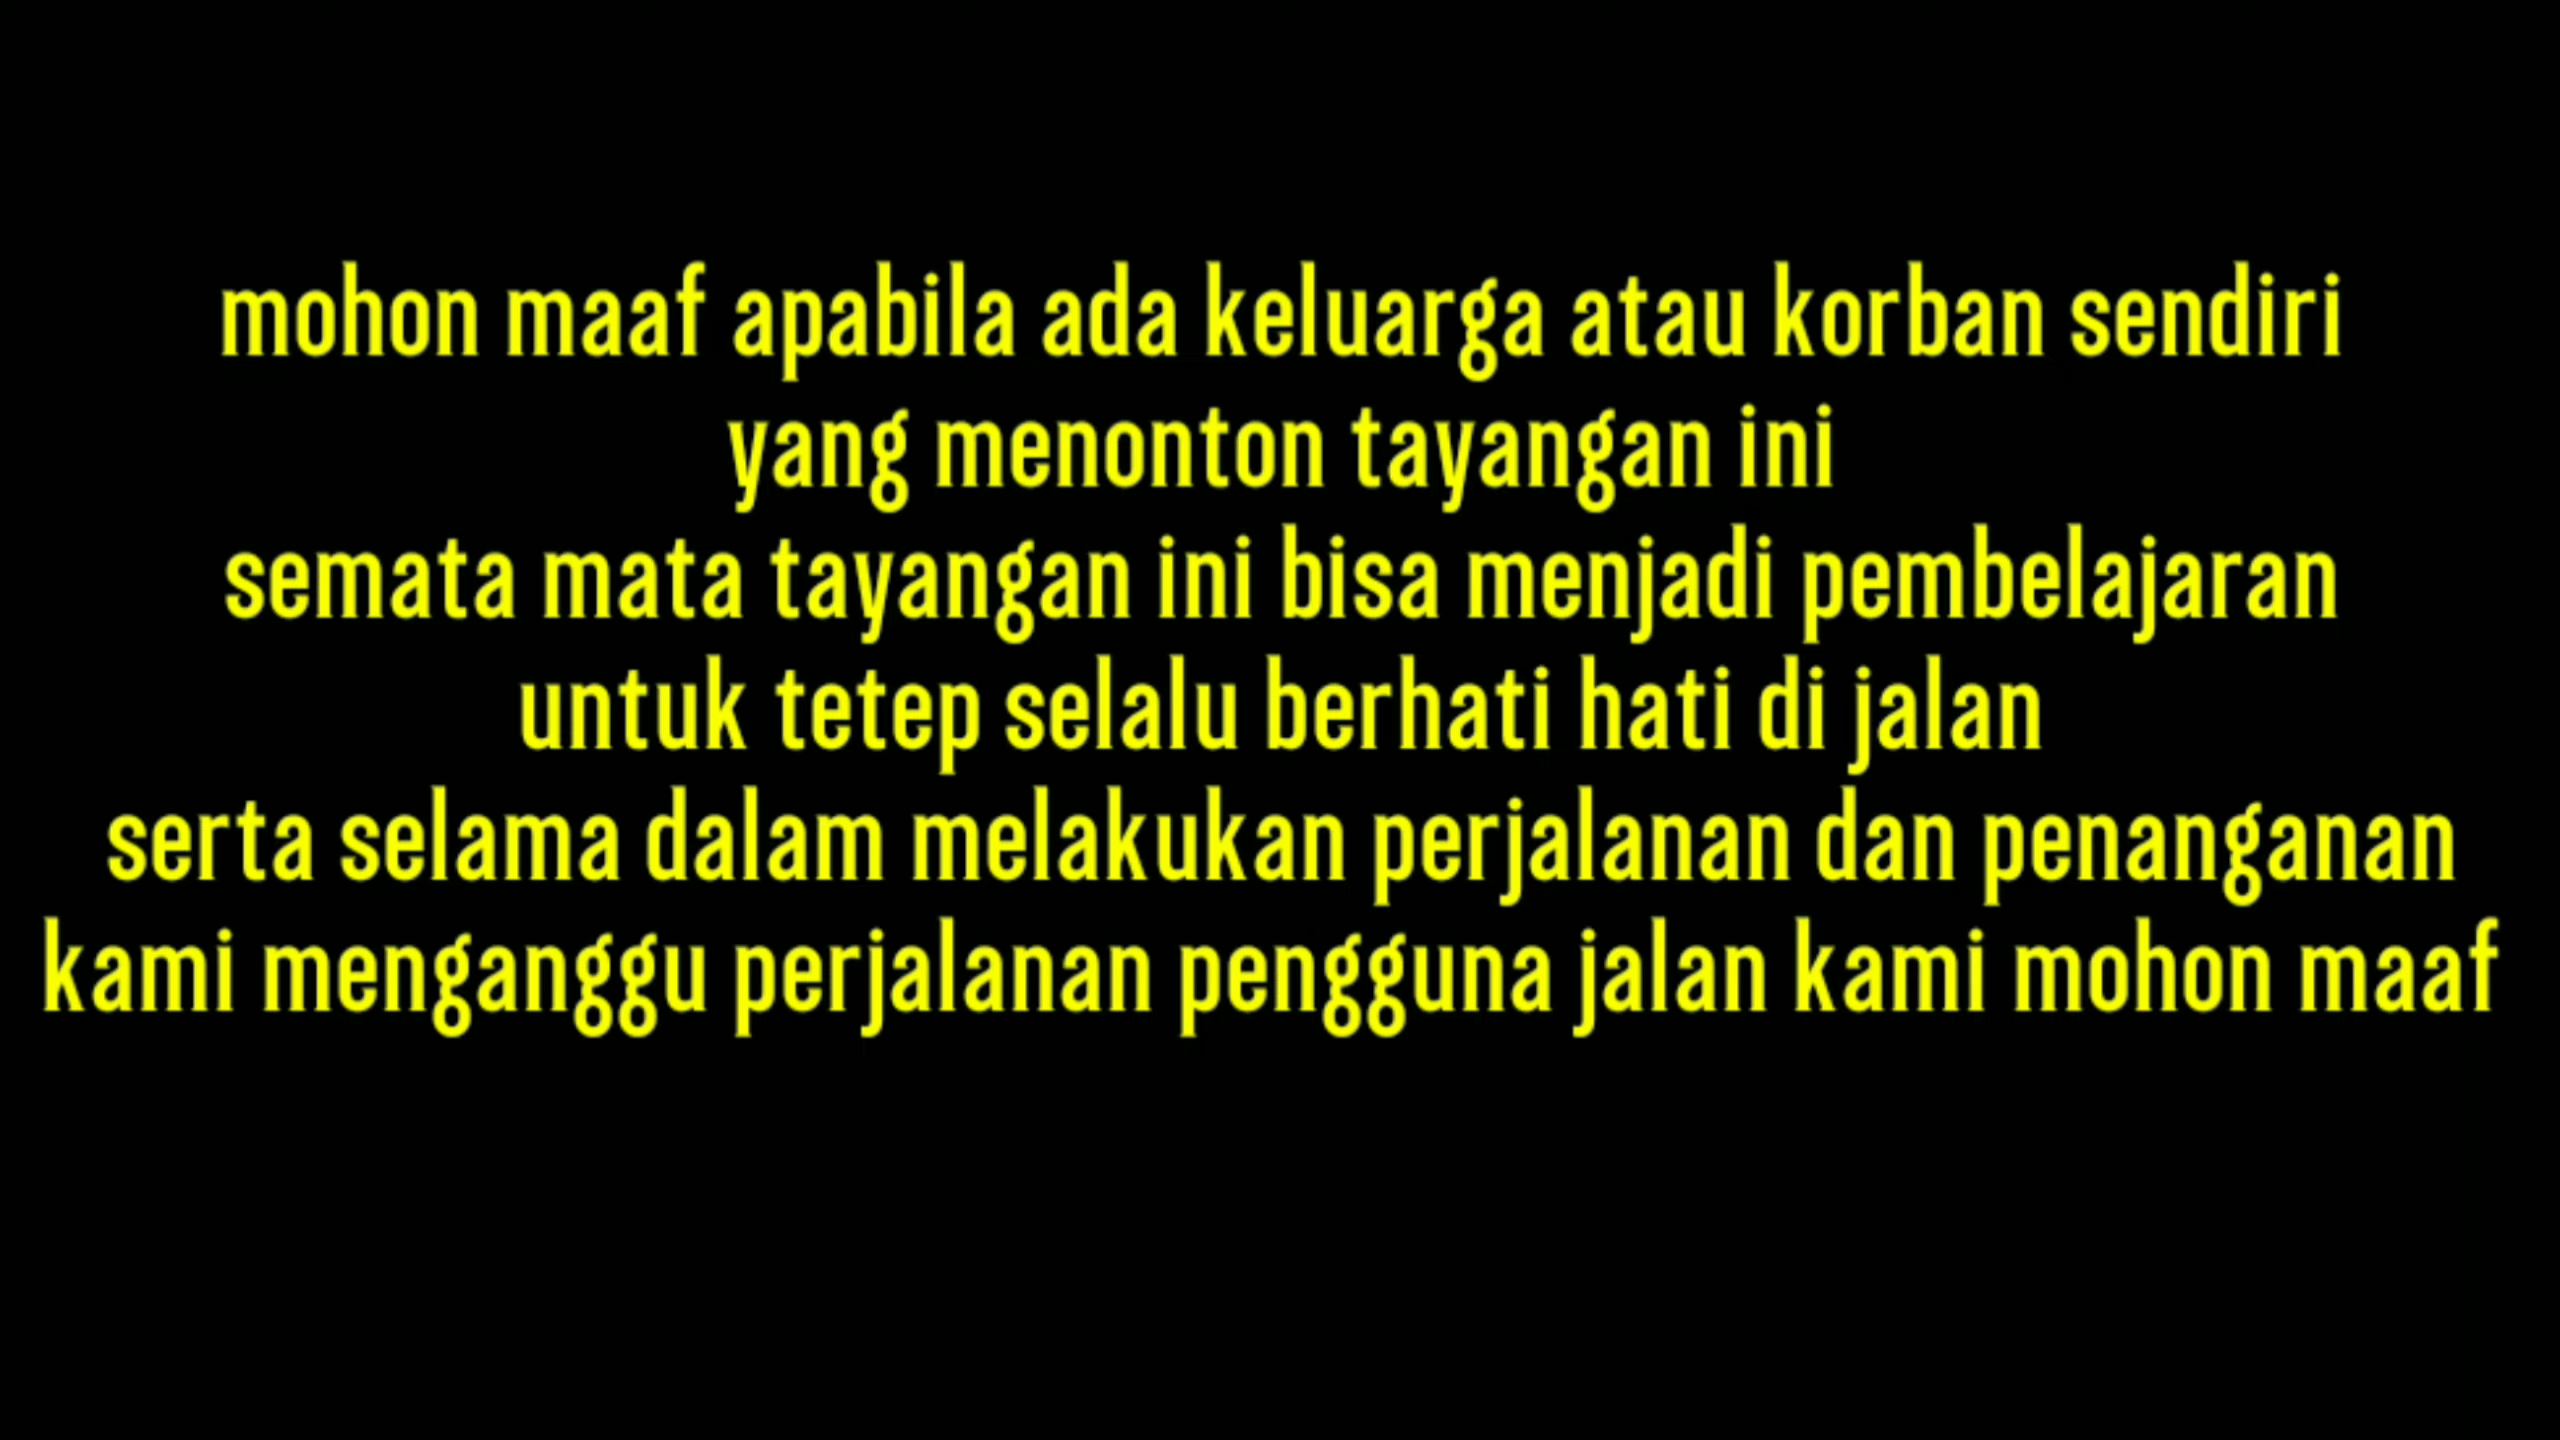 mohon maaf apabila ada keluarga atau korban sendiri
yang menonton tayangan ini
semata mata tayangan ini bisa menjadi pembelajaran
untuk tetep selalu berhati hati di jalan
serta selama dalam melakukan perjalanan dan penanganan
kami menganggu perjalanan pengguna jalan kami mohon maaf